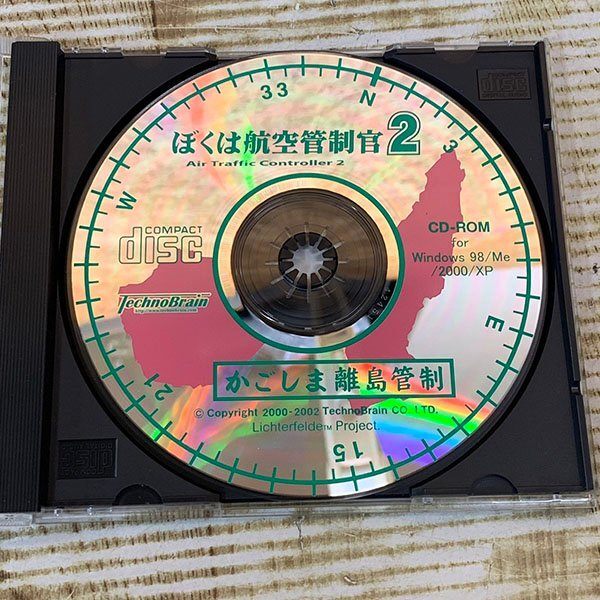 33
N
3
ぼくは航空管制官2
Air Traffic Controller 2
W
COMPACT
disc
CD-ROM
for
Windows 98/Me
/2000/XP
TechnoBrain
E
かごしま離島管制
21
© Copyright 2000-2002 TechnoBrain CO. LTD.
Lichterfelde™ Project.
15